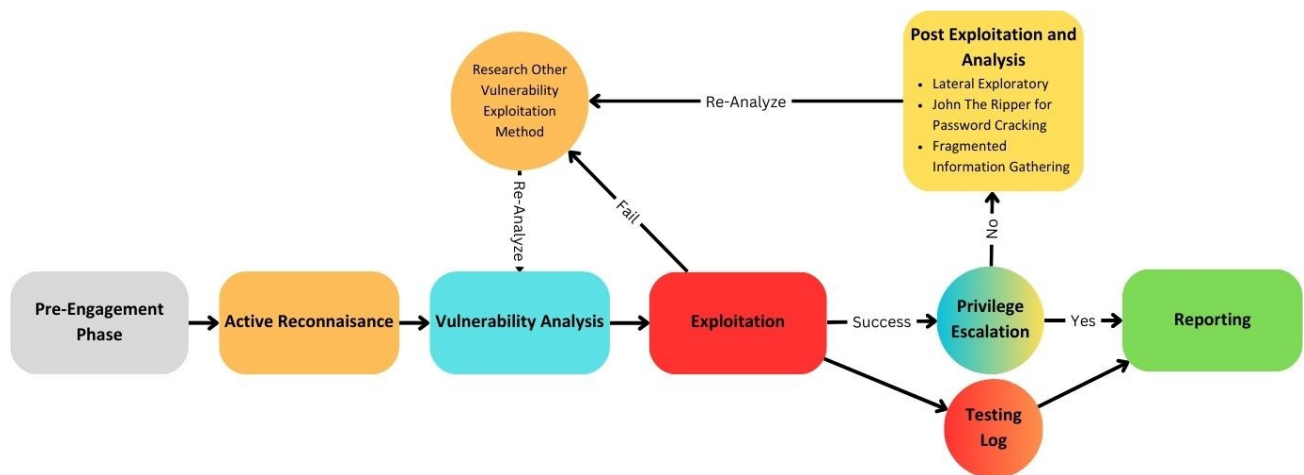 Post Exploitation and
Analysis
• Lateral Exploratory
• John The Ripper for
Password Cracking
• Fragmented
Information Gathering
Research Other
Vulnerability
Exploitation
Method
Re-Analyze
Re-Analyze
Fail
No
Pre-Engagement
Phase
Active Reconnaisance
Vulnerability Analysis
Exploitation
Success
Privilege
Escalation
Yes
Reporting
Testing
Log